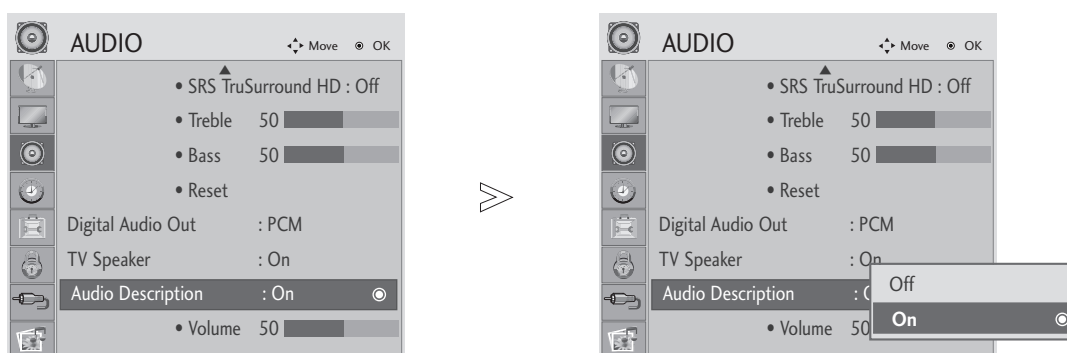 AUDIO Move OK
• SRS TruSurround HD : Off
• Treble 50
• Bass 50
• Reset
Digital Audio Out : PCM
TV Speaker : On
Audio Description : On
• Volume 50
AUDIO Move OK
• SRS TruSurround HD : Off
• Treble 50
• Bass 50
• Reset
Digital Audio Out : PCM
TV Speaker : On
Audio Description :
Off
On
• Volume 50